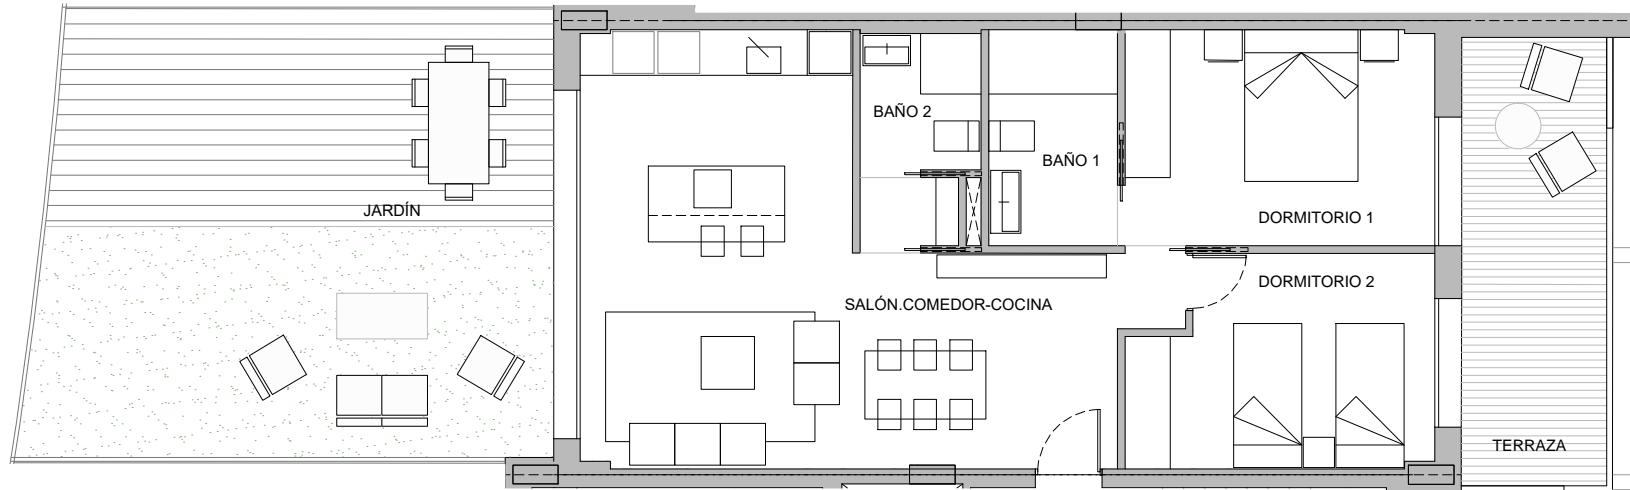 BAÑO 2
BAÑO 1
JARDÍN
DORMITORIO 1
DORMITORIO 2
SALÓN.COMEDOR-COCINA
TERRAZA